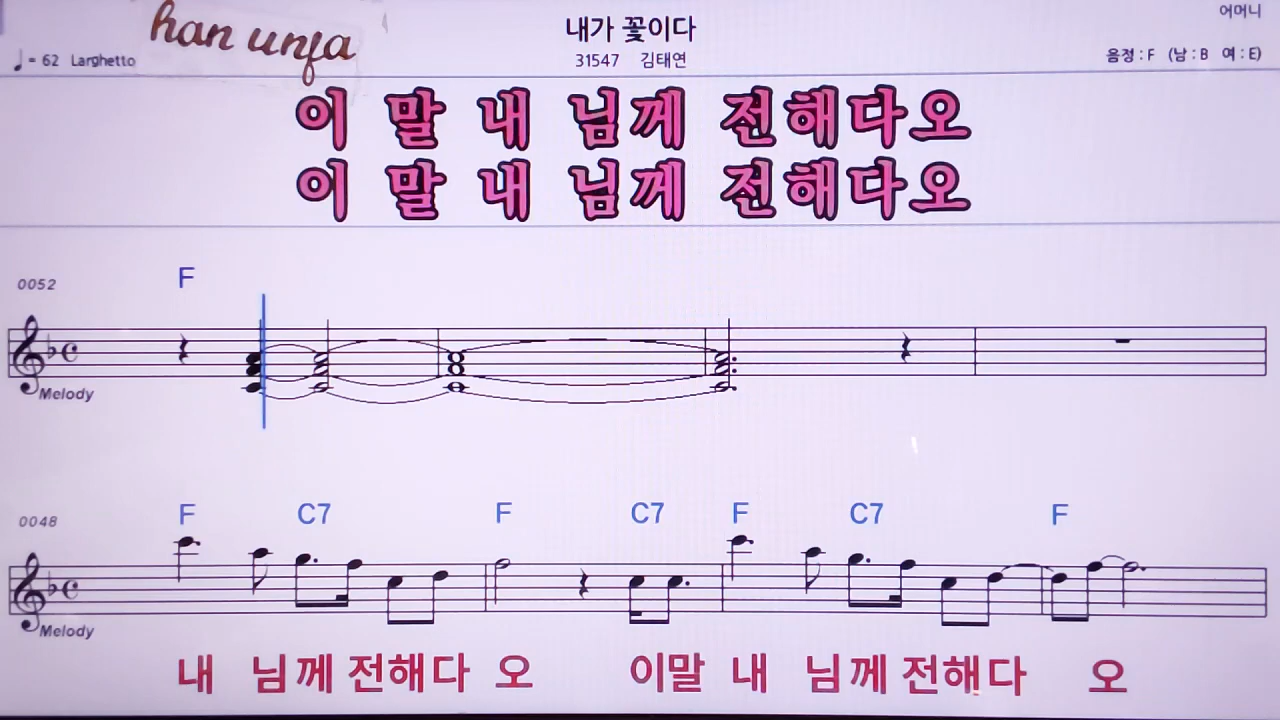 han unja
어머니
내가 꽃이다
♩= 62 Larghetto
31547 김태연
음정 : F (남 : B 여 : E)
이 말 내 님께 전해다오
이 말 내 님께 전해다오
0052
F
Melody
0048
F C7 F C7 F C7 F
Melody
내 님께 전해다 오 이말 내 님께 전해다 오